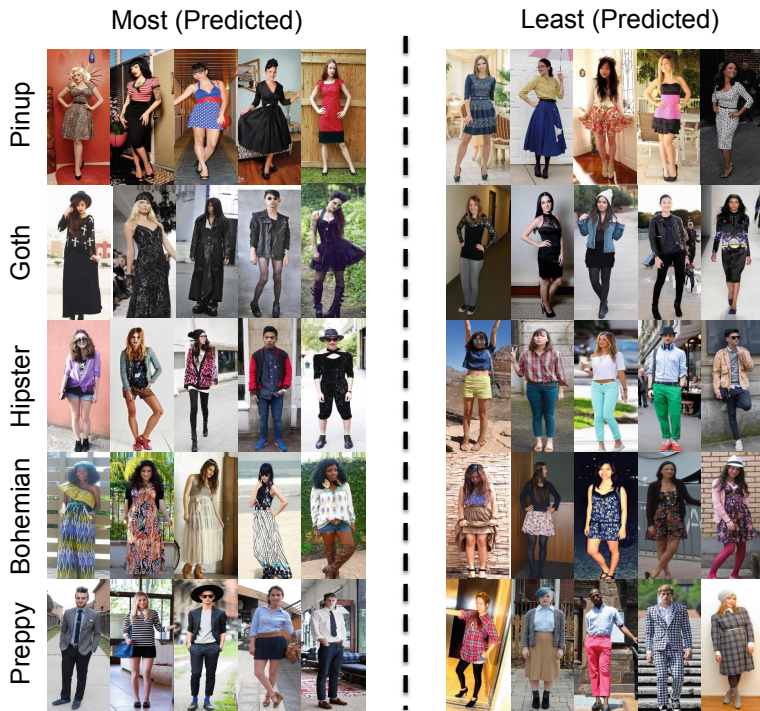 Most (Predicted)
Least (Predicted)
Pinup
Goth
Hipster
Bohemian
Preppy